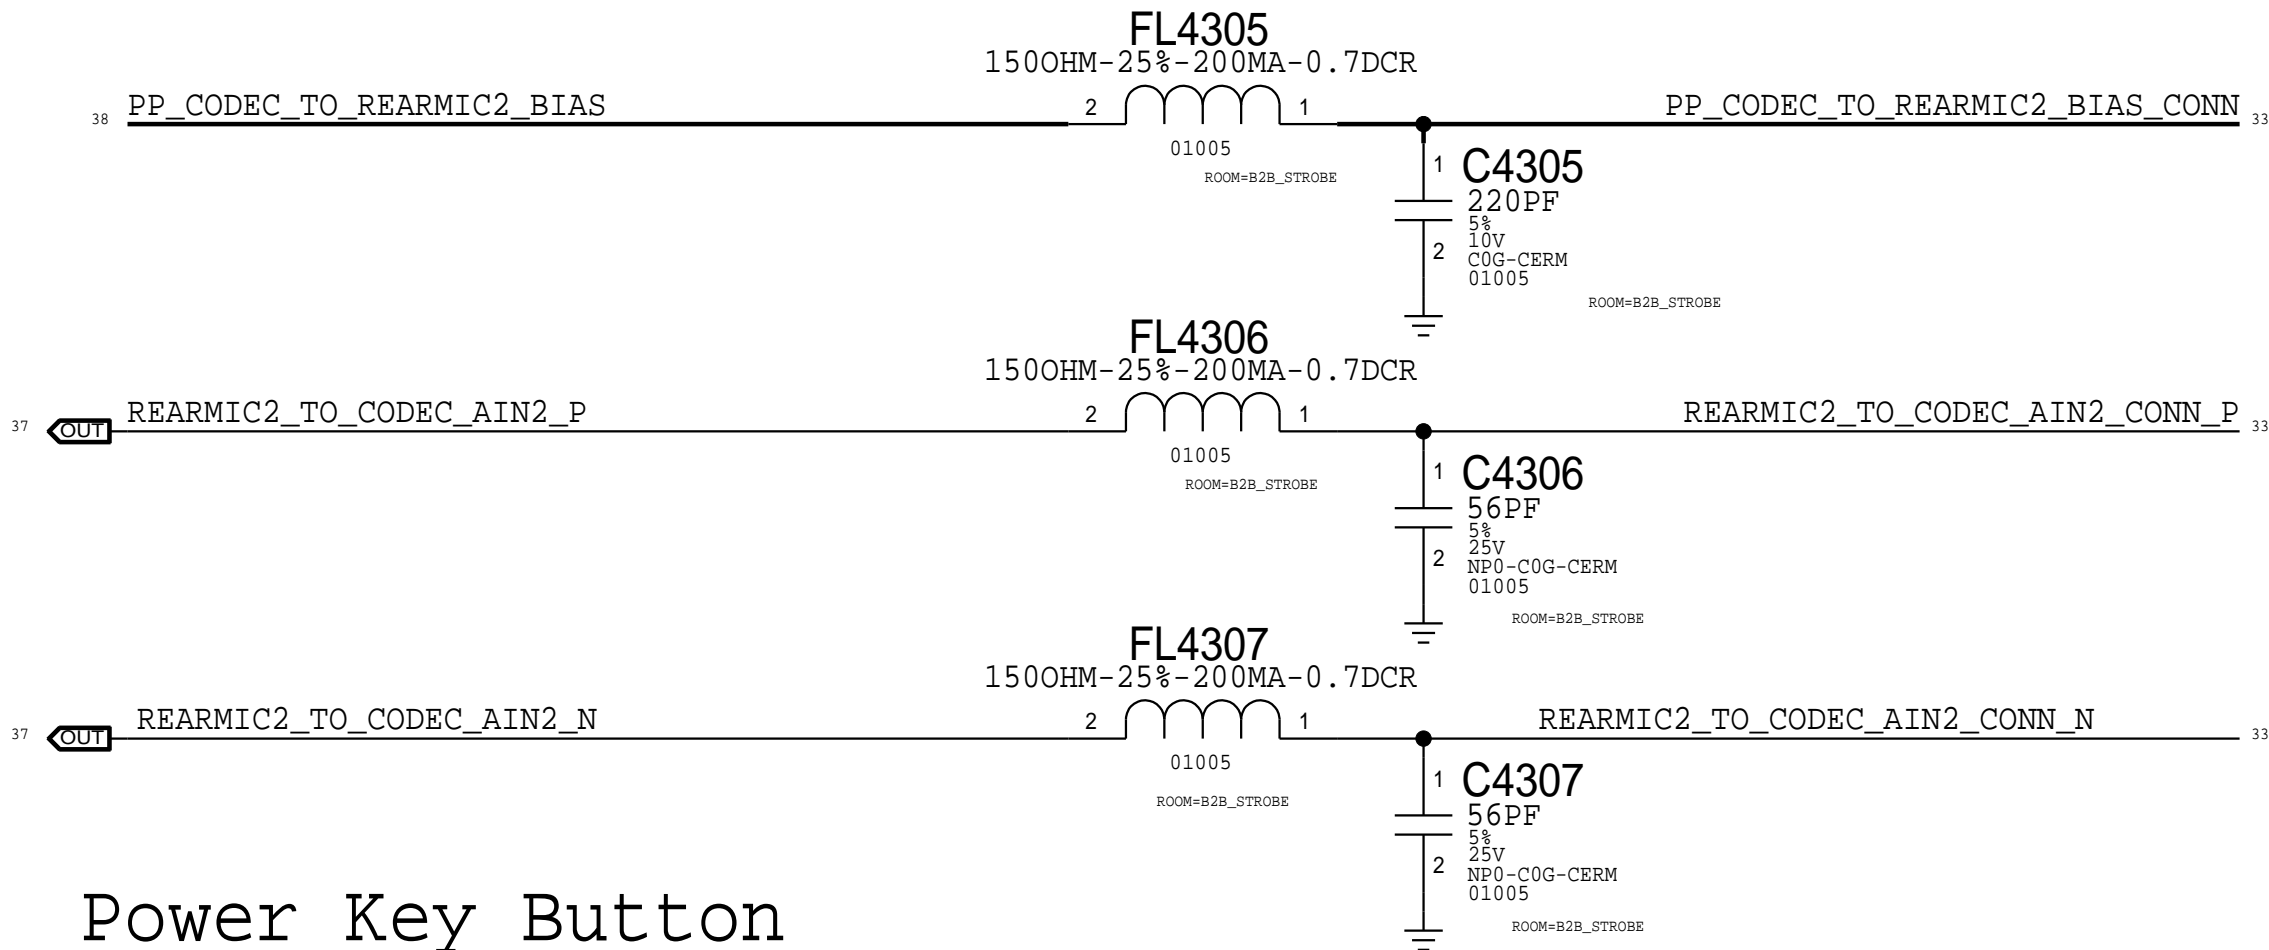 FL4305
150OHM-25%-200MA-0.7DCR
38 PP_CODEC_TO_REARMIC2_BIAS 2 1 PP_CODEC_TO_REARMIC2_BIAS_CONN 33
01005
ROOM=B2B_STROBE
1 C4305
220PF
5%
10V
2
C0G-CERM
01005
ROOM=B2B_STROBE
FL4306
150OHM-25%-200MA-0.7DCR
37 OUT REARMIC2_TO_CODEC_AIN2_P 2 1 REARMIC2_TO_CODEC_AIN2_CONN_P 33
01005
ROOM=B2B_STROBE
1 C4306
56PF
5%
25V
2
NP0-C0G-CERM
01005
ROOM=B2B_STROBE
FL4307
150OHM-25%-200MA-0.7DCR
37 OUT REARMIC2_TO_CODEC_AIN2_N 2 1 REARMIC2_TO_CODEC_AIN2_CONN_N 33
01005
ROOM=B2B_STROBE
1 C4307
56PF
5%
25V
2
NP0-C0G-CERM
01005
ROOM=B2B_STROBE
Power Key Button